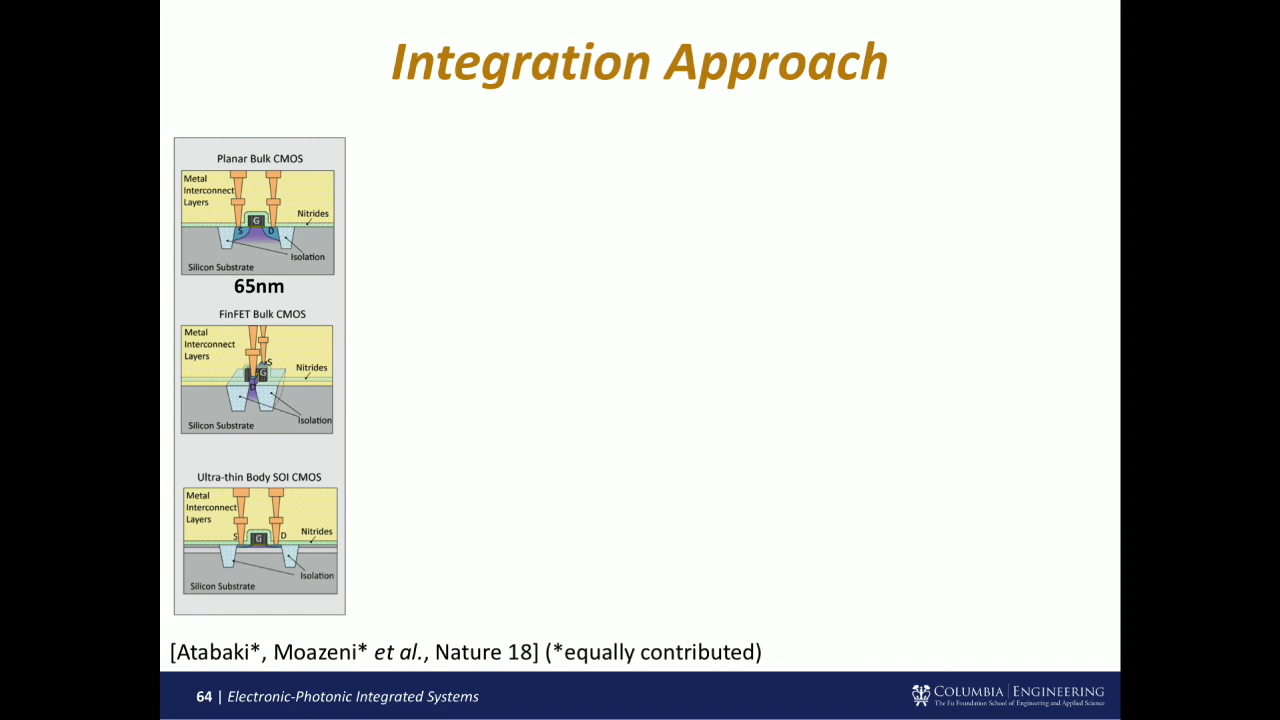 Integration Approach
Planar Bulk CMOS
Metal
Interconnect
Layers
Nitrides
G
S
D
Isolation
Silicon Substrate
65nm
FinFET Bulk CMOS
Metal
Interconnect
Layers
S
G
Nitrides
Isolation
Silicon Substrate
Ultra-thin Body SOI CMOS
Metal
Interconnect
Layers
Nitrides
S
G
D
Isolation
Silicon Substrate
[Atabaki*, Moazeni* et al., Nature 18] (*equally contributed)
64 | Electronic-Photonic Integrated Systems
COLUMBIA | ENGINEERING
The Fu Foundation School of Engineering and Applied Science